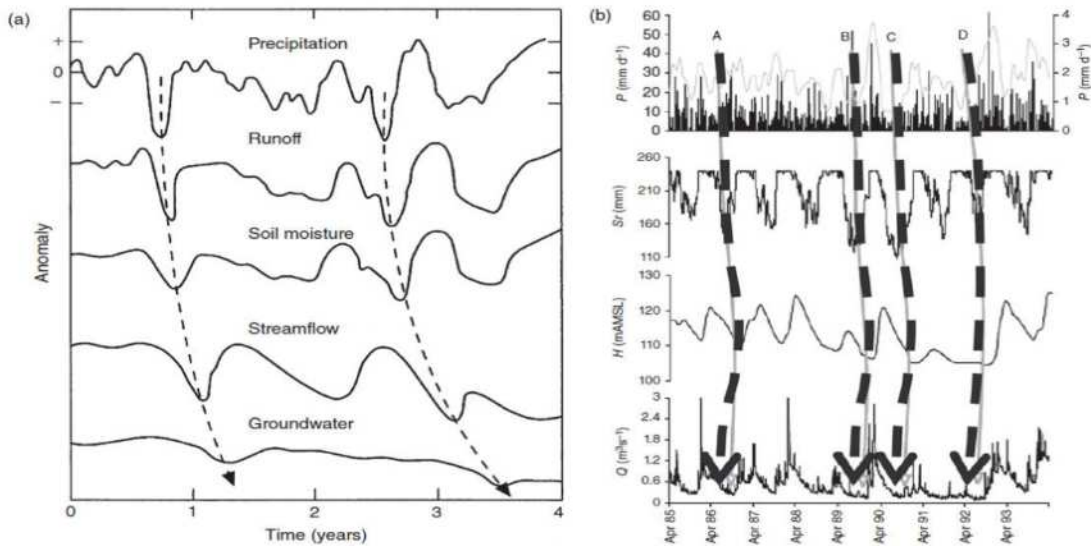 (a)
+
0
−
Precipitation
Runoff
Soil moisture
Streamflow
Groundwater
Anomaly
0
1
2
3
4
Time (years)
(b)
A
B
C
D
60
50
40
30
20
10
0
P (mm d⁻¹)
4
3
2
1
0
P (mm d⁻¹)
260
210
160
110
Sr (mm)
130
120
110
100
H (mAMSL)
3
2.4
1.8
1.2
0.6
0
Q (m³s⁻¹)
Apr 85
Apr 86
Apr 87
Apr 88
Apr 89
Apr 90
Apr 91
Apr 92
Apr 93